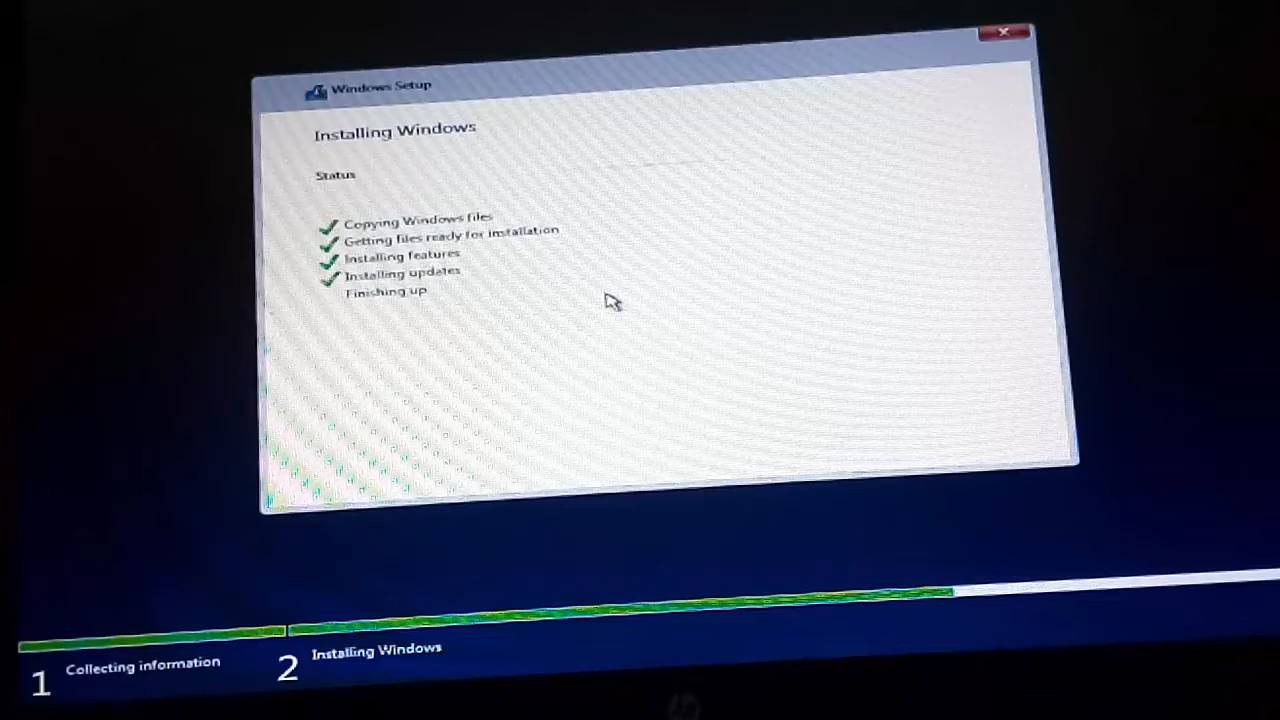 Windows Setup
Installing Windows
Status
Copying Windows files
Getting files ready for installation
Installing features
Installing updates
Finishing up
1 Collecting information
2 Installing Windows
hp